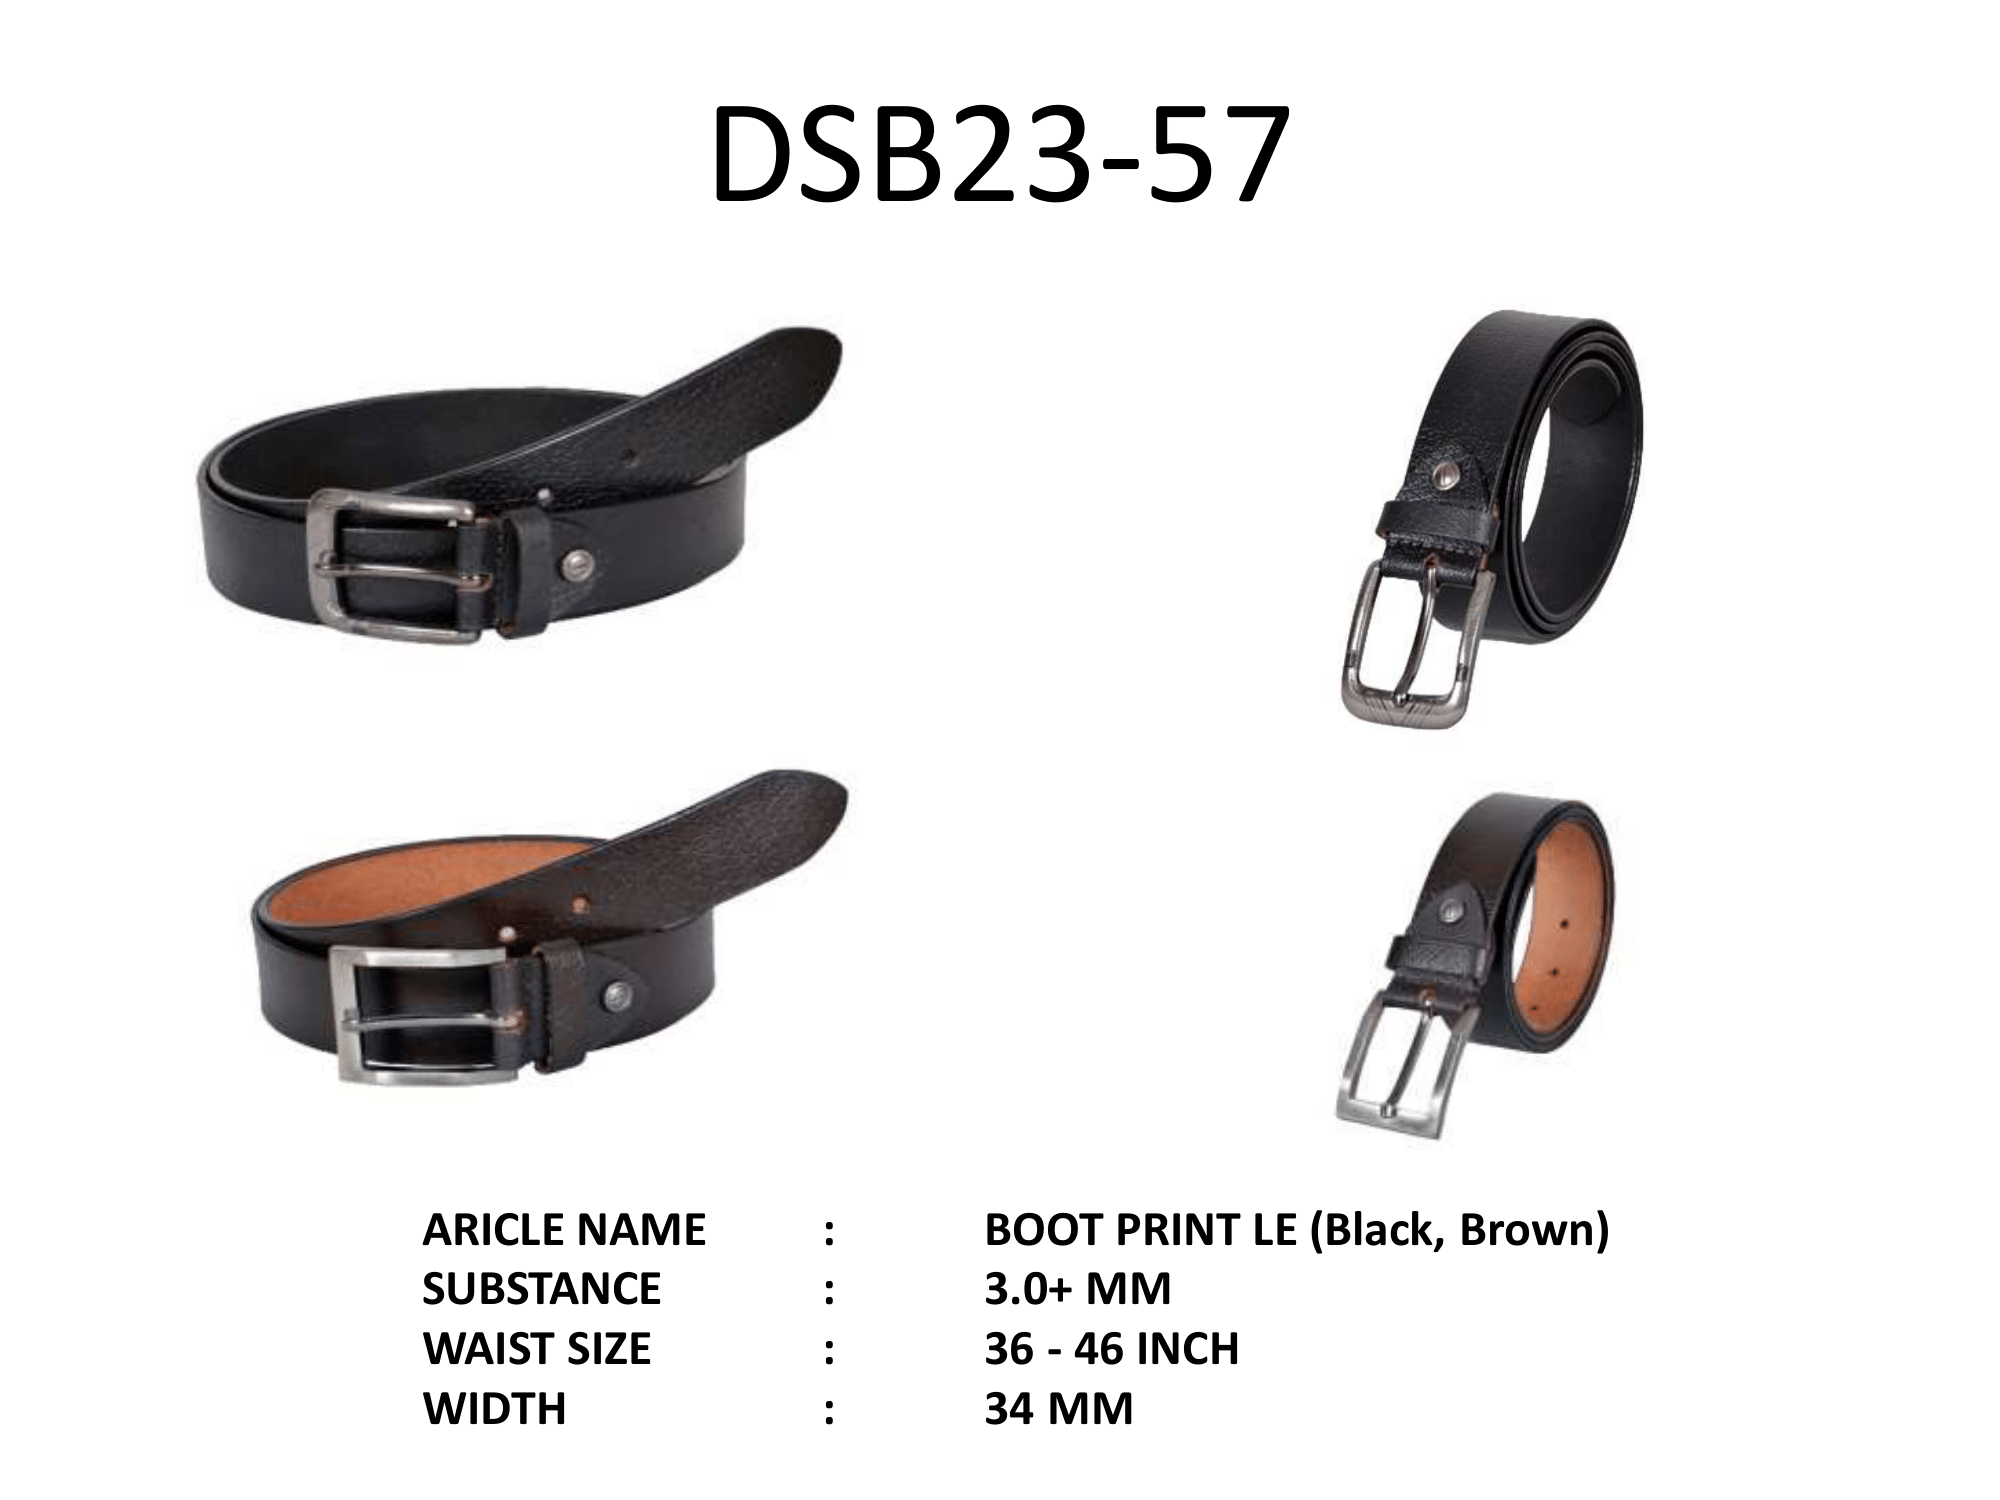 DSB23-57
ARICLE NAME : BOOT PRINT LE (Black, Brown)
SUBSTANCE : 3.0+ MM
WAIST SIZE : 36 - 46 INCH
WIDTH : 34 MM